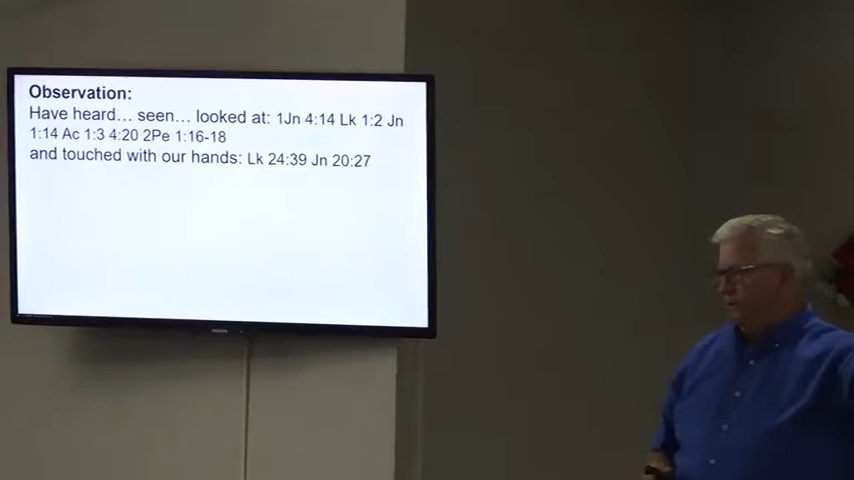 Observation:
Have heard... seen... looked at: 1Jn 4:14 Lk 1:2 Jn
1:14 Ac 1:3 4:20 2Pe 1:16-18
and touched with our hands: Lk 24:39 Jn 20:27